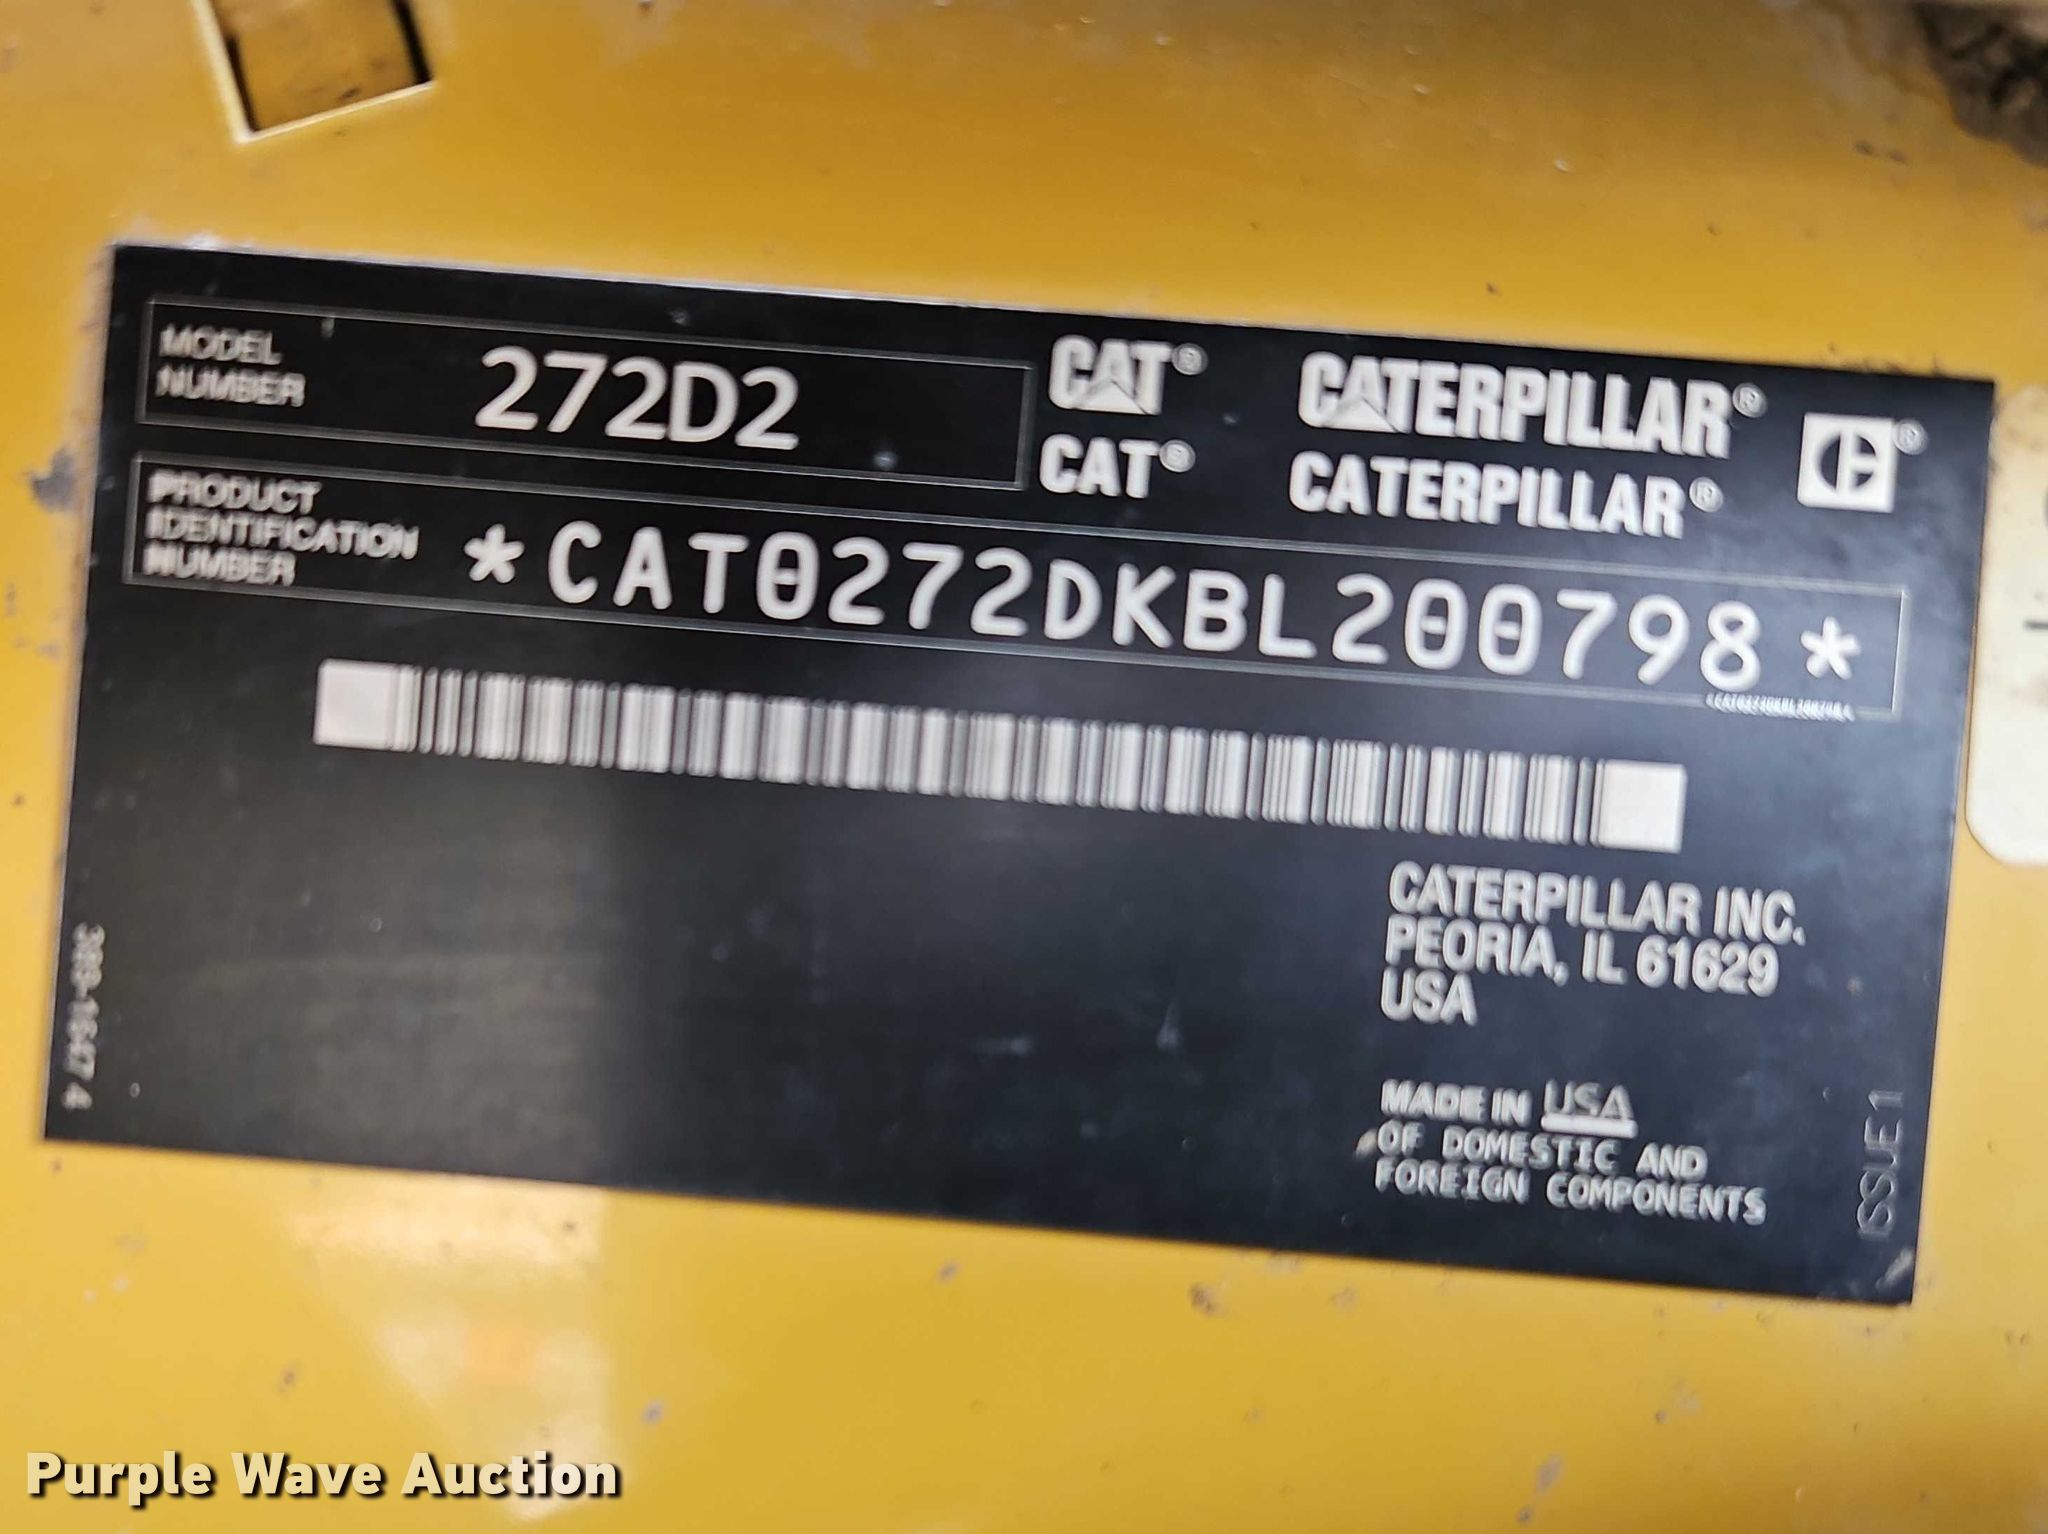 MODEL
NUMBER
272D2
CAT® CATERPILLAR®
CAT® CATERPILLAR®
®
PRODUCT
IDENTIFICATION
NUMBER
*CAT0272DKBL200798*
*CAT0272DKBL200798*
CATERPILLAR INC.
PEORIA, IL 61629
USA
MADE IN USA
OF DOMESTIC AND
FOREIGN COMPONENTS
ISSUE 1
Purple Wave Auction